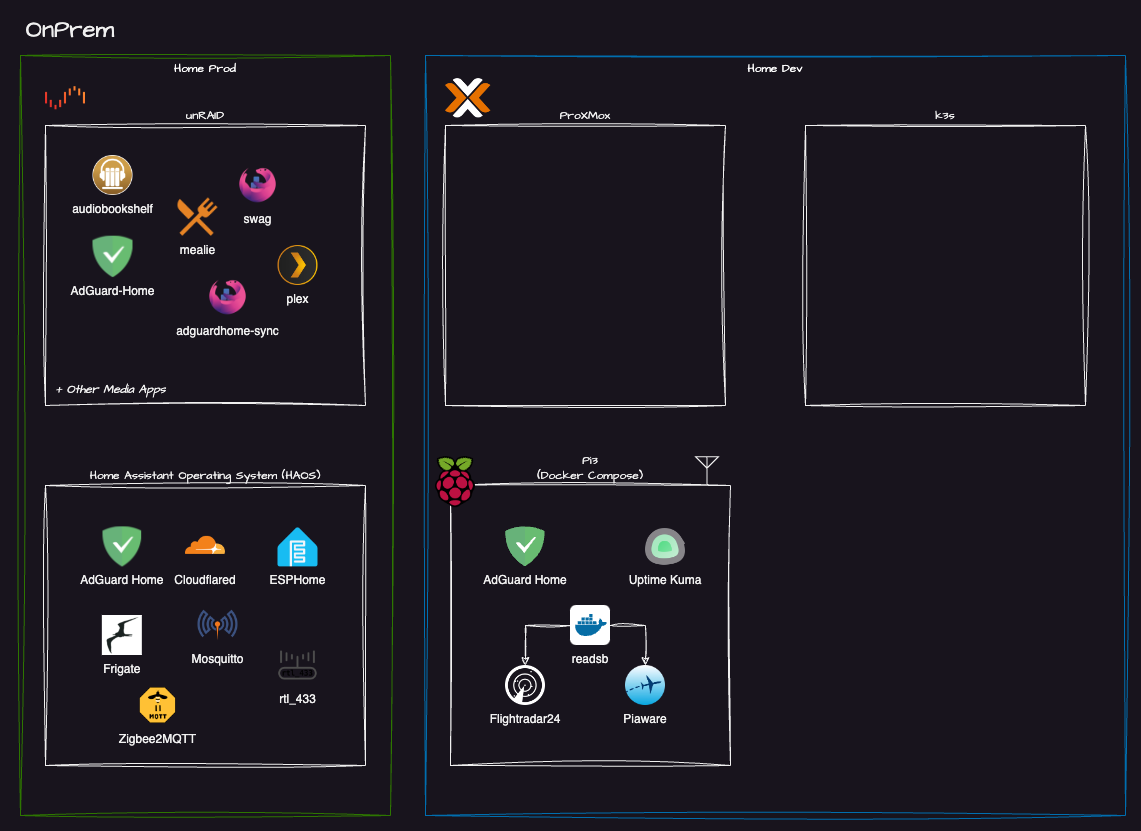 OnPrem
Home Prod
unRAID
audiobookshelf
swag
mealie
AdGuard-Home
plex
adguardhome-sync
+ Other Media Apps
Home Assistant Operating System (HAOS)
AdGuard Home
Cloudflared
ESPHome
Frigate
Mosquitto
rtl_433
MQTT
Zigbee2MQTT
Home Dev
ProXMox
k3s
Pi3
(Docker Compose)
AdGuard Home
Uptime Kuma
readsb
Flightradar24
Piaware